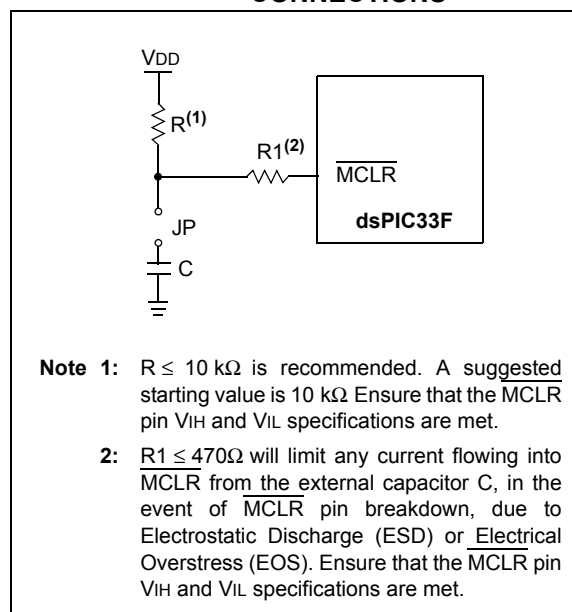 CONNECTIONS
VDD
R(1)
R1(2)
MCLR
dsPIC33F
JP
C
Note 1: R ≤ 10 kΩ is recommended. A suggested
starting value is 10 kΩ Ensure that the MCLR
pin VIH and VIL specifications are met.
2: R1 ≤ 470Ω will limit any current flowing into
MCLR from the external capacitor C, in the
event of MCLR pin breakdown, due to
Electrostatic Discharge (ESD) or Electrical
Overstress (EOS). Ensure that the MCLR pin
VIH and VIL specifications are met.